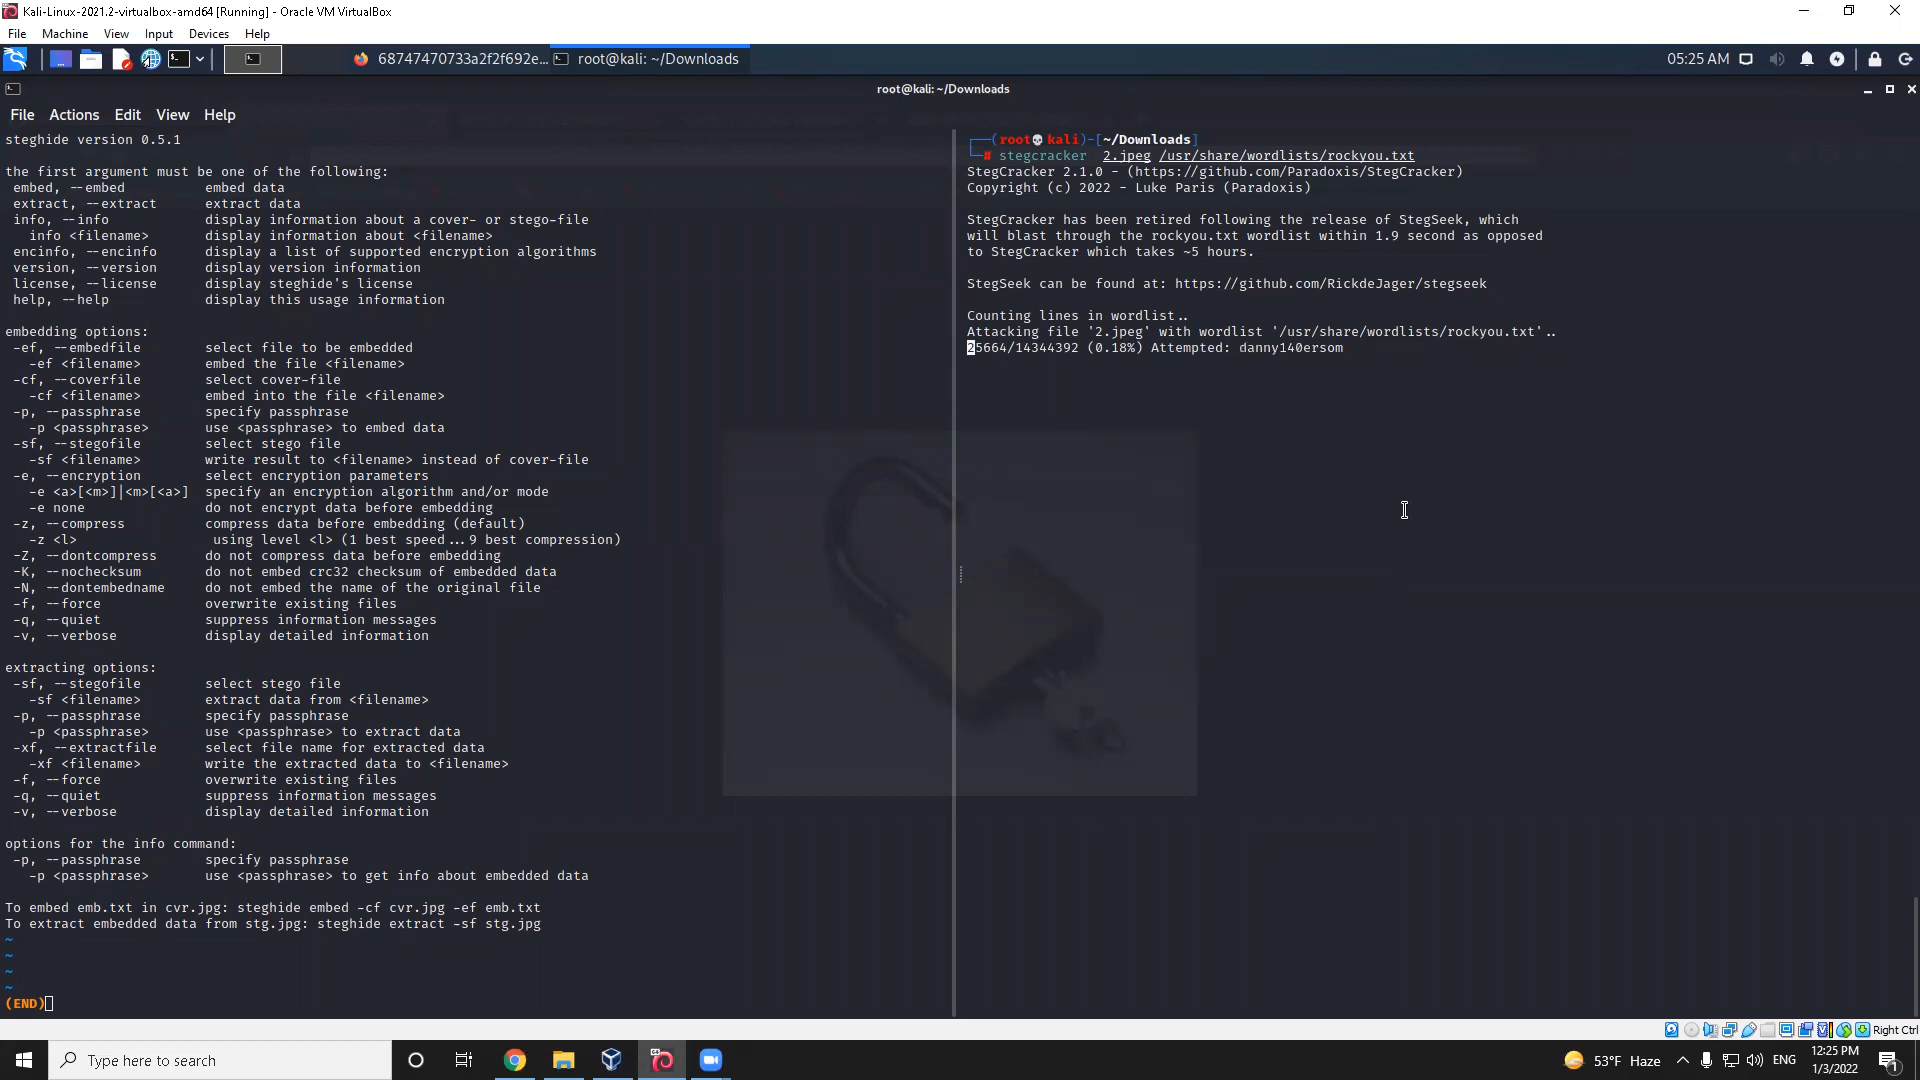 Kali-Linux-2021.2-virtualbox-amd64 [Running] - Oracle VM VirtualBox
File Machine View Input Devices Help
68747470733a2f2f692e... root@kali: ~/Downloads 05:25 AM
root@kali: ~/Downloads
File Actions Edit View Help
steghide version 0.5.1
the first argument must be one of the following:
embed, --embed embed data
extract, --extract extract data
info, --info display information about a cover- or stego-file
info <filename> display information about <filename>
encinfo, --encinfo display a list of supported encryption algorithms
version, --version display version information
license, --license display steghide's license
help, --help display this usage information
embedding options:
-ef, --embedfile select file to be embedded
-ef <filename> embed the file <filename>
-cf, --coverfile select cover-file
-cf <filename> embed into the file <filename>
-p, --passphrase specify passphrase
-p <passphrase> use <passphrase> to embed data
-sf, --stegofile select stego file
-sf <filename> write result to <filename> instead of cover-file
-e, --encryption select encryption parameters
-e <a>[<m>]|<m>[<a>] specify an encryption algorithm and/or mode
-e none do not encrypt data before embedding
-z, --compress compress data before embedding (default)
-z <l> using level <l> (1 best speed...9 best compression)
-Z, --dontcompress do not compress data before embedding
-K, --nochecksum do not embed crc32 checksum of embedded data
-N, --dontembedname do not embed the name of the original file
-f, --force overwrite existing files
-q, --quiet suppress information messages
-v, --verbose display detailed information
extracting options:
-sf, --stegofile select stego file
-sf <filename> extract data from <filename>
-p, --passphrase specify passphrase
-p <passphrase> use <passphrase> to extract data
-xf, --extractfile select file name for extracted data
-xf <filename> write the extracted data to <filename>
-f, --force overwrite existing files
-q, --quiet suppress information messages
-v, --verbose display detailed information
options for the info command:
-p, --passphrase specify passphrase
-p <passphrase> use <passphrase> to get info about embedded data
To embed emb.txt in cvr.jpg: steghide embed -cf cvr.jpg -ef emb.txt
To extract embedded data from stg.jpg: steghide extract -sf stg.jpg
~
~
~
~
(END)
(root💀kali)-[~/Downloads]
# stegcracker 2.jpeg /usr/share/wordlists/rockyou.txt
StegCracker 2.1.0 - (https://github.com/Paradoxis/StegCracker)
Copyright (c) 2022 - Luke Paris (Paradoxis)
StegCracker has been retired following the release of StegSeek, which
will blast through the rockyou.txt wordlist within 1.9 second as opposed
to StegCracker which takes ~5 hours.
StegSeek can be found at: https://github.com/RickdeJager/stegseek
Counting lines in wordlist..
Attacking file '2.jpeg' with wordlist '/usr/share/wordlists/rockyou.txt'..
25664/14344392 (0.18%) Attempted: danny140ersom
Right Ctrl
Type here to search
53°F Haze
ENG
12:25 PM
1/3/2022
1